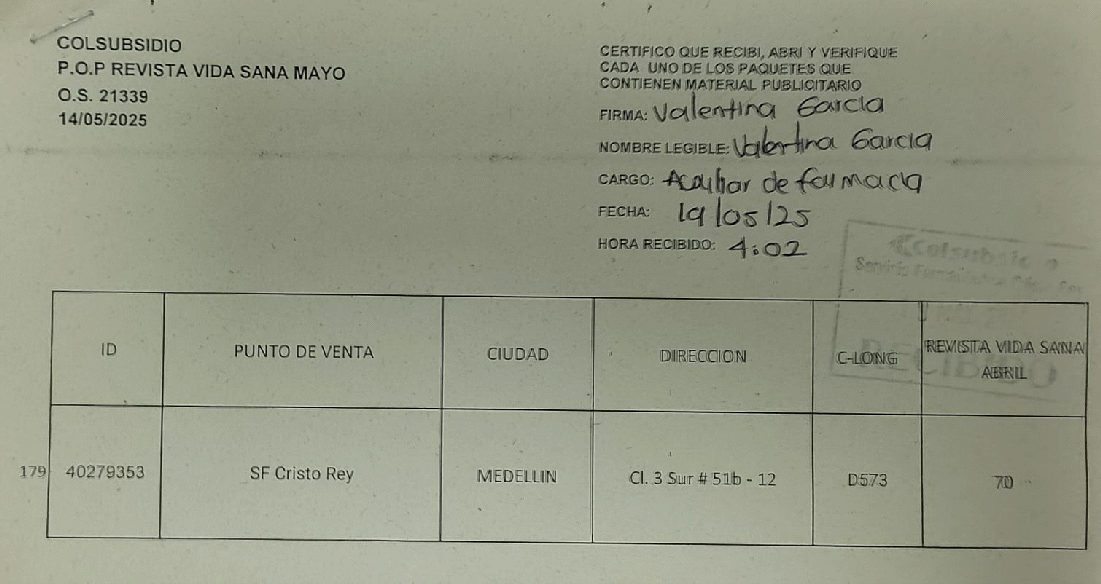 COLSUBSIDIO
P.O.P REVISTA VIDA SANA MAYO
O.S. 21339
14/05/2025
CERTIFICO QUE RECIBI, ABRI Y VERIFIQUE
CADA UNO DE LOS PAQUETES QUE
CONTIENEN MATERIAL PUBLICITARIO
FIRMA: Valentina Garcia
NOMBRE LEGIBLE: Valentina Garcia
CARGO: de farmacia
FECHA: 19/05/25
HORA RECIBIDO: 4:02
Colsubsidio
RECIBIDO
ID PUNTO DE VENTA CIUDAD DIRECCION C-LONG REVISTA VIDA SANA
ABRIL
179 40279353 SF Cristo Rey MEDELLIN Cl. 3 Sur # 51b - 12 D573 70